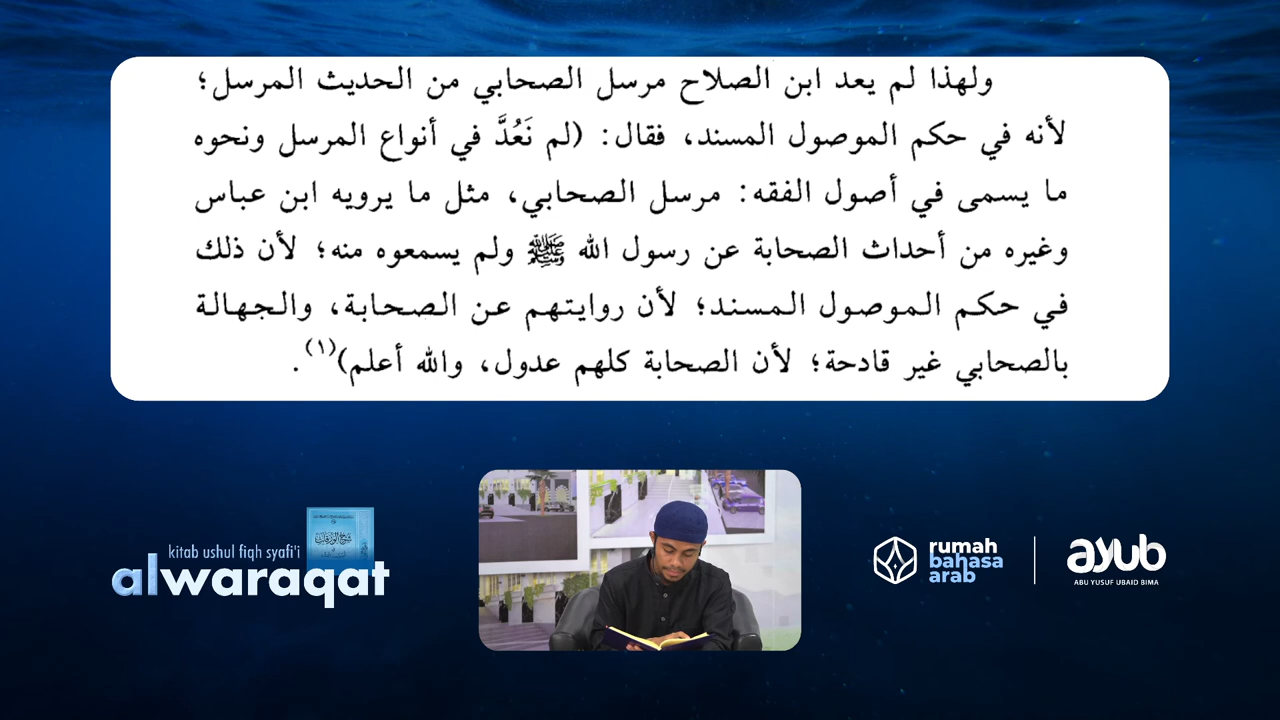 ولهذا لم يعد ابن الصلاح مرسل الصحابي من الحديث المرسل؛
لأنه في حكم الموصول المسند، فقال: (لم نَعُدَّ في أنواع المرسل ونحوه
ما يسمى في أصول الفقه: مرسل الصحابي، مثل ما يرويه ابن عباس
وغيره من أحداث الصحابة عن رسول الله ﷺ ولم يسمعوه منه؛ لأن ذلك
في حكم الموصول المسند؛ لأن روايتهم عن الصحابة، والجهالة
بالصحابي غير قادحة؛ لأن الصحابة كلهم عدول، والله أعلم)(١).
kitab ushul fiqh syafi'i
alwaraqat
rumah
bahasa
arab
ayub
ABU YUSUF UBAID BIMA